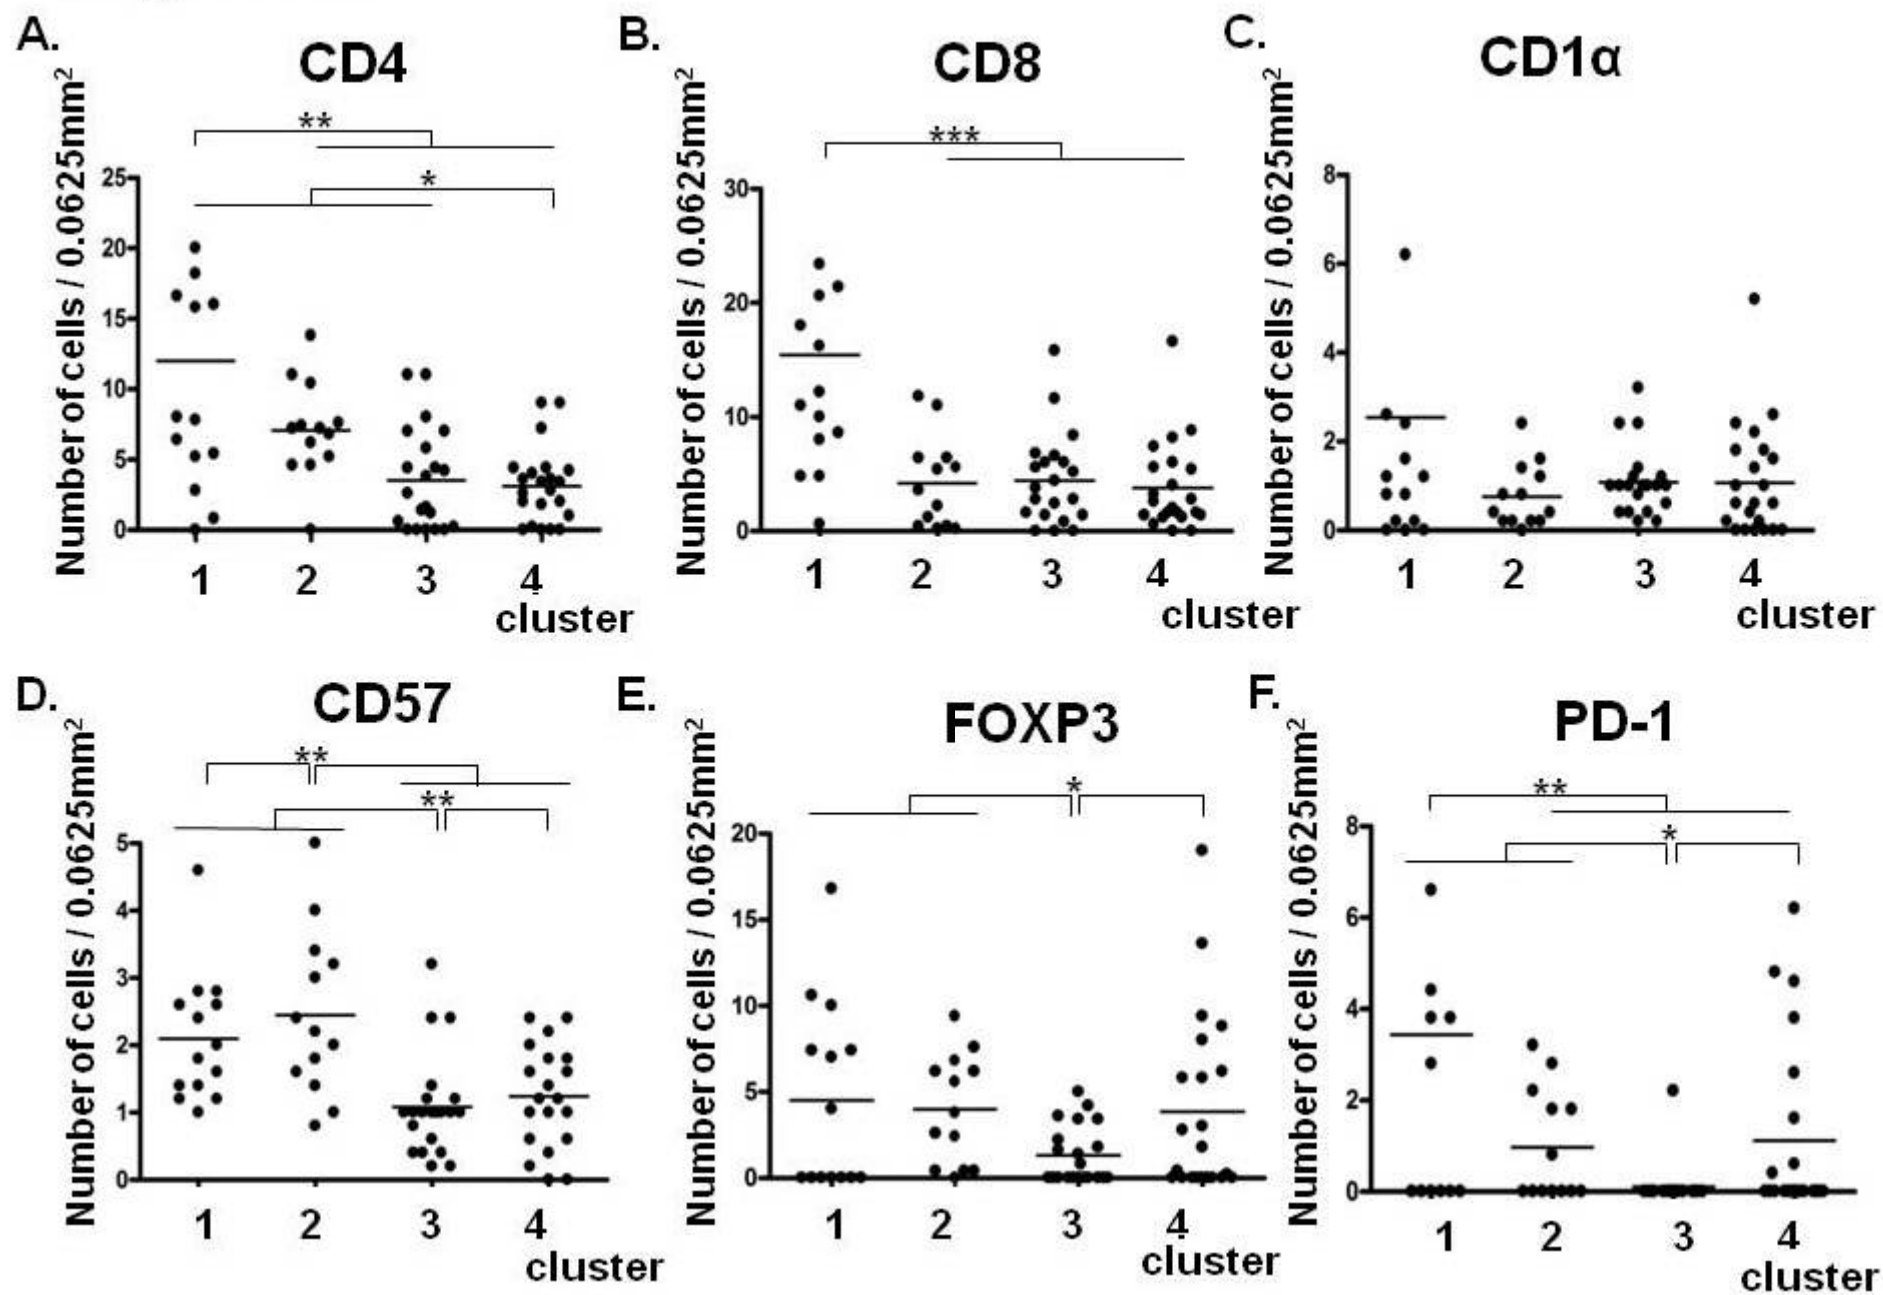 A.
CD4
Number of cells / 0.0625mm²
**
*
25
20
15
10
5
0
1 2 3 4
cluster
B.
CD8
Number of cells / 0.0625mm²
***
30
20
10
0
1 2 3 4
cluster
C.
CD1α
Number of cells / 0.0625mm²
8
6
4
2
0
1 2 3 4
cluster
D.
CD57
Number of cells / 0.0625mm²
**
**
5
4
3
2
1
0
1 2 3 4
cluster
E.
FOXP3
Number of cells / 0.0625mm²
*
20
15
10
5
0
1 2 3 4
cluster
F.
PD-1
Number of cells / 0.0625mm²
**
*
8
6
4
2
0
1 2 3 4
cluster